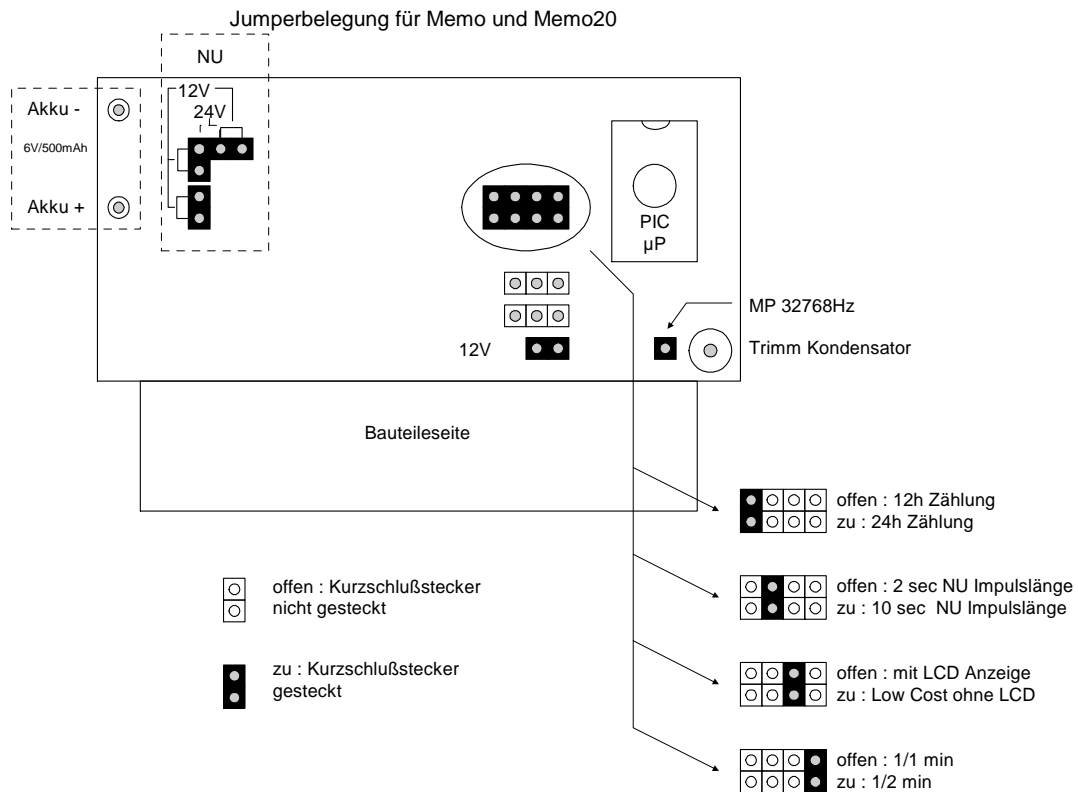 Jumperbelegung für Memo und Memo20
NU
12V
24V
Akku -
6V/500mAh
Akku +
PIC
µP
MP 32768Hz
12V
Trimm Kondensator
Bauteileseite
offen : 12h Zählung
zu : 24h Zählung
offen : Kurzschlußstecker
nicht gesteckt
offen : 2 sec NU Impulslänge
zu : 10 sec NU Impulslänge
zu : Kurzschlußstecker
gesteckt
offen : mit LCD Anzeige
zu : Low Cost ohne LCD
offen : 1/1 min
zu : 1/2 min